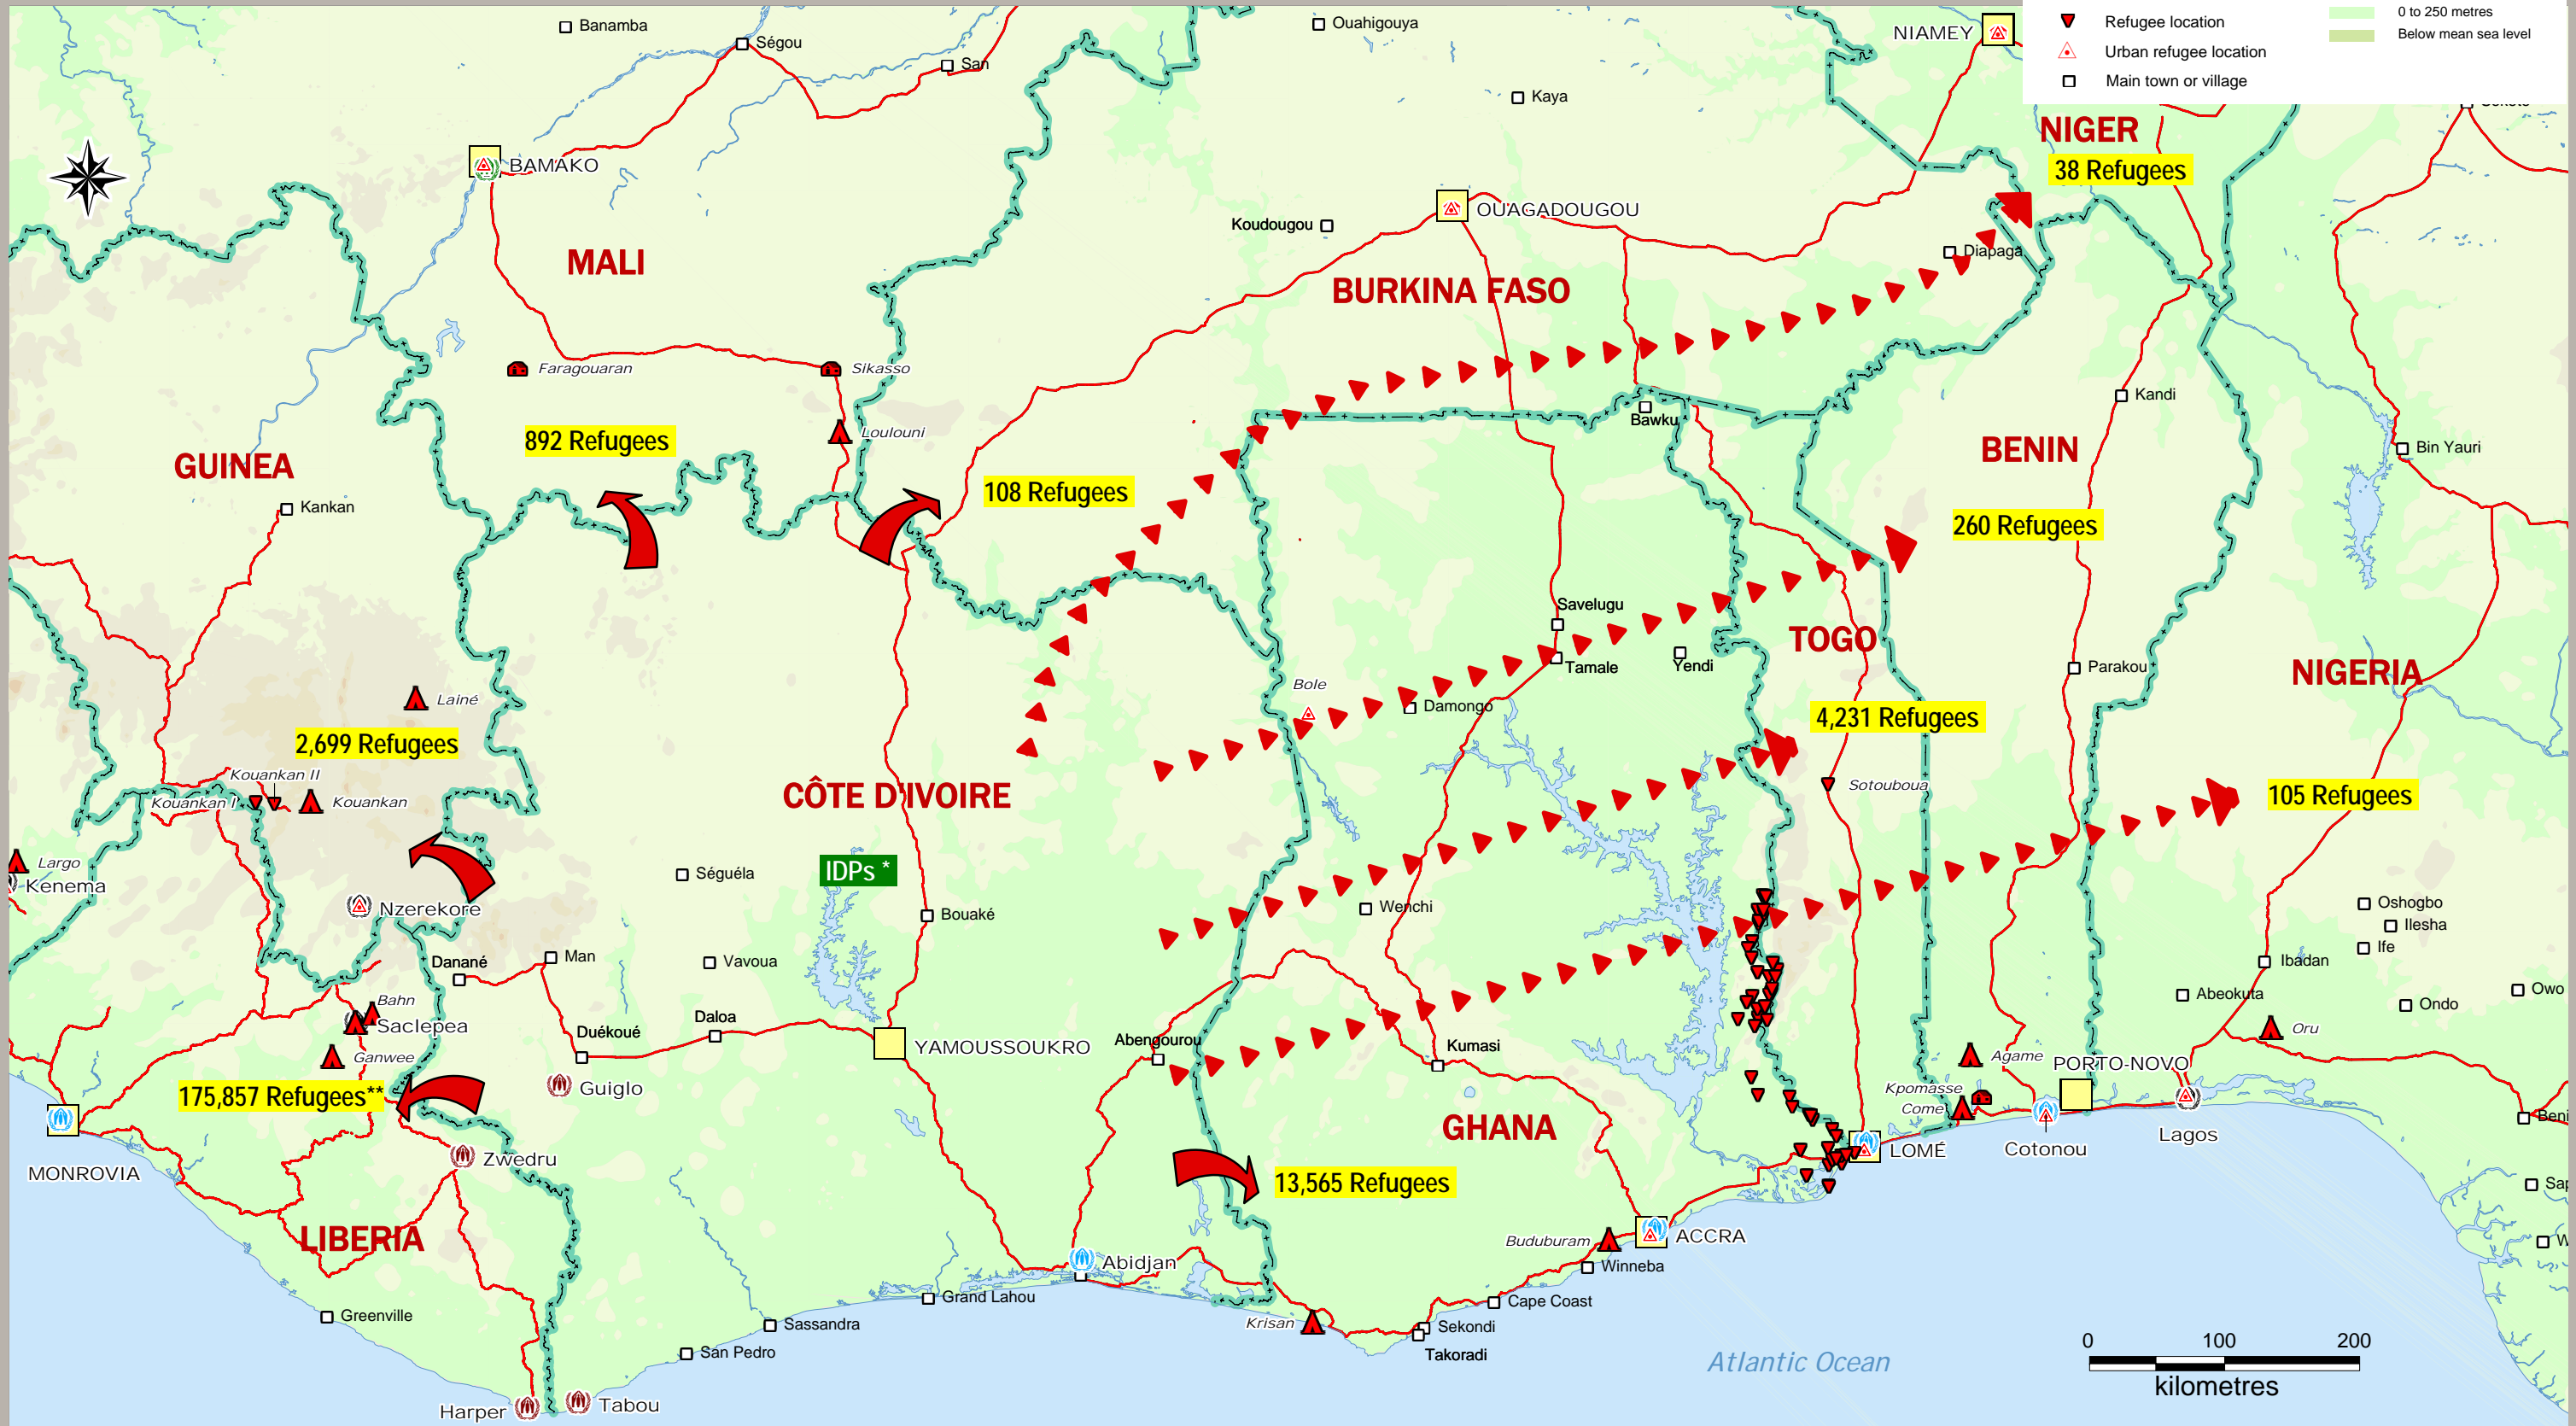 Banamba
Ségou
San
Ouahigouya
Kaya
NIAMEY
Refugee location
Urban refugee location
Main town or village
0 to 250 metres
Below mean sea level
NIGER
38 Refugees
BAMAKO
MALI
Koudougou
OUAGADOUGOU
BURKINA FASO
Diapaga
Faragouaran
Sikasso
Loulouni
892 Refugees
108 Refugees
Bawku
Kandi
BENIN
Bin Yauri
GUINEA
Kankan
260 Refugees
Savelugu
Tamale
Yendi
TOGO
Parakou
NIGERIA
Lainé
2,699 Refugees
Kouankan II
Kouankan I
Kouankan
Bole
Damongo
4,231 Refugees
Sotouboua
105 Refugees
CÔTE D'IVOIRE
IDPs *
Largo
Kenema
Séguéla
Bouaké
Wenchi
Nzerekore
Oshogbo
Ilesha
Ife
Ibadan
Danané
Man
Vavoua
Abeokuta
Owo
Ondo
Bahn
Saclepea
Ganwee
Duékoué
Daloa
YAMOUSSOUKRO
Abengourou
Kumasi
Oru
Agame
PORTO-NOVO
175,857 Refugees**
Guiglo
Kpomasse
Come
Cotonou
Lagos
MONROVIA
Zwedru
GHANA
LOMÉ
13,565 Refugees
LIBERIA
Buduburam
ACCRA
Abidjan
Winneba
Greenville
Grand Lahou
Cape Coast
Sassandra
Krisan
Sekondi
Takoradi
San Pedro
Atlantic Ocean
0 100 200
kilometres
Harper
Tabou